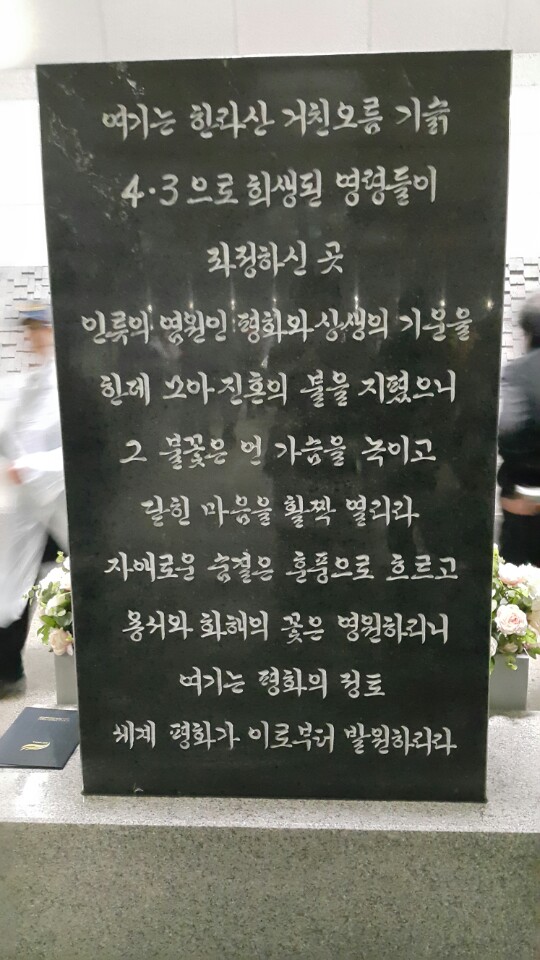 여기는 한라산 거친오름 기슭
4·3으로 희생된 영령들이
좌정하신 곳
인류의 염원인 평화와 상생의 기운을
한데 모아 진혼의 불을 지폈으니
그 불꽃은 언 가슴을 녹이고
닫힌 마음을 활짝 열리라
자애로운 숨결은 훈풍으로 흐르고
용서와 화해의 꽃은 영원하리니
여기는 평화의 정토
세계 평화가 이로부터 발원하리라